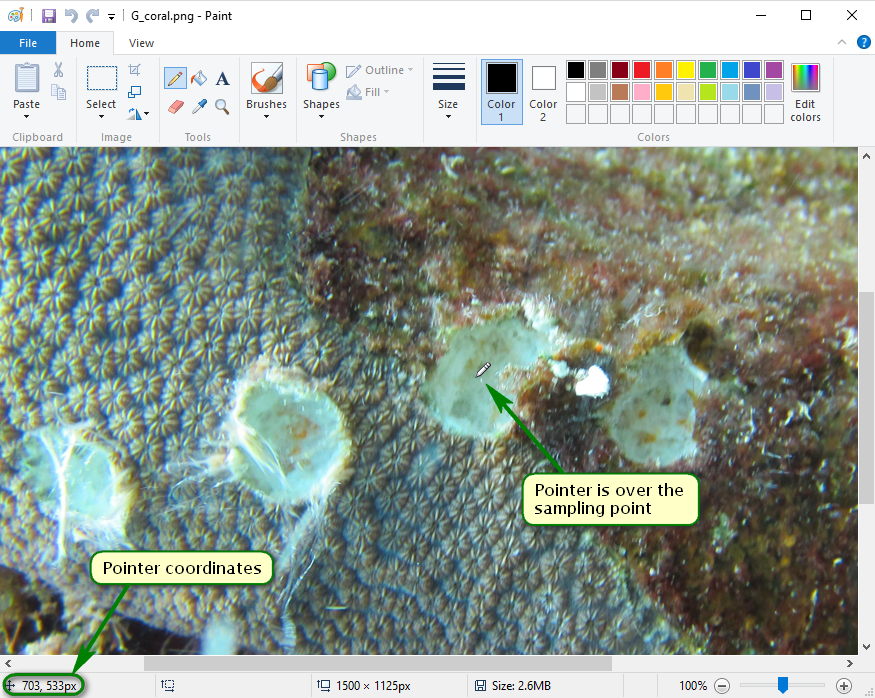 G_coral.png - Paint
File
Home
View
Paste
Select
Brushes
Shapes
Outline
Fill
Size
Color
1
Color
2
Edit
colors
Clipboard
Image
Tools
Shapes
Colors
Pointer is over the
sampling point
Pointer coordinates
703, 533px
1500 × 1125px
Size: 2.6MB
100%